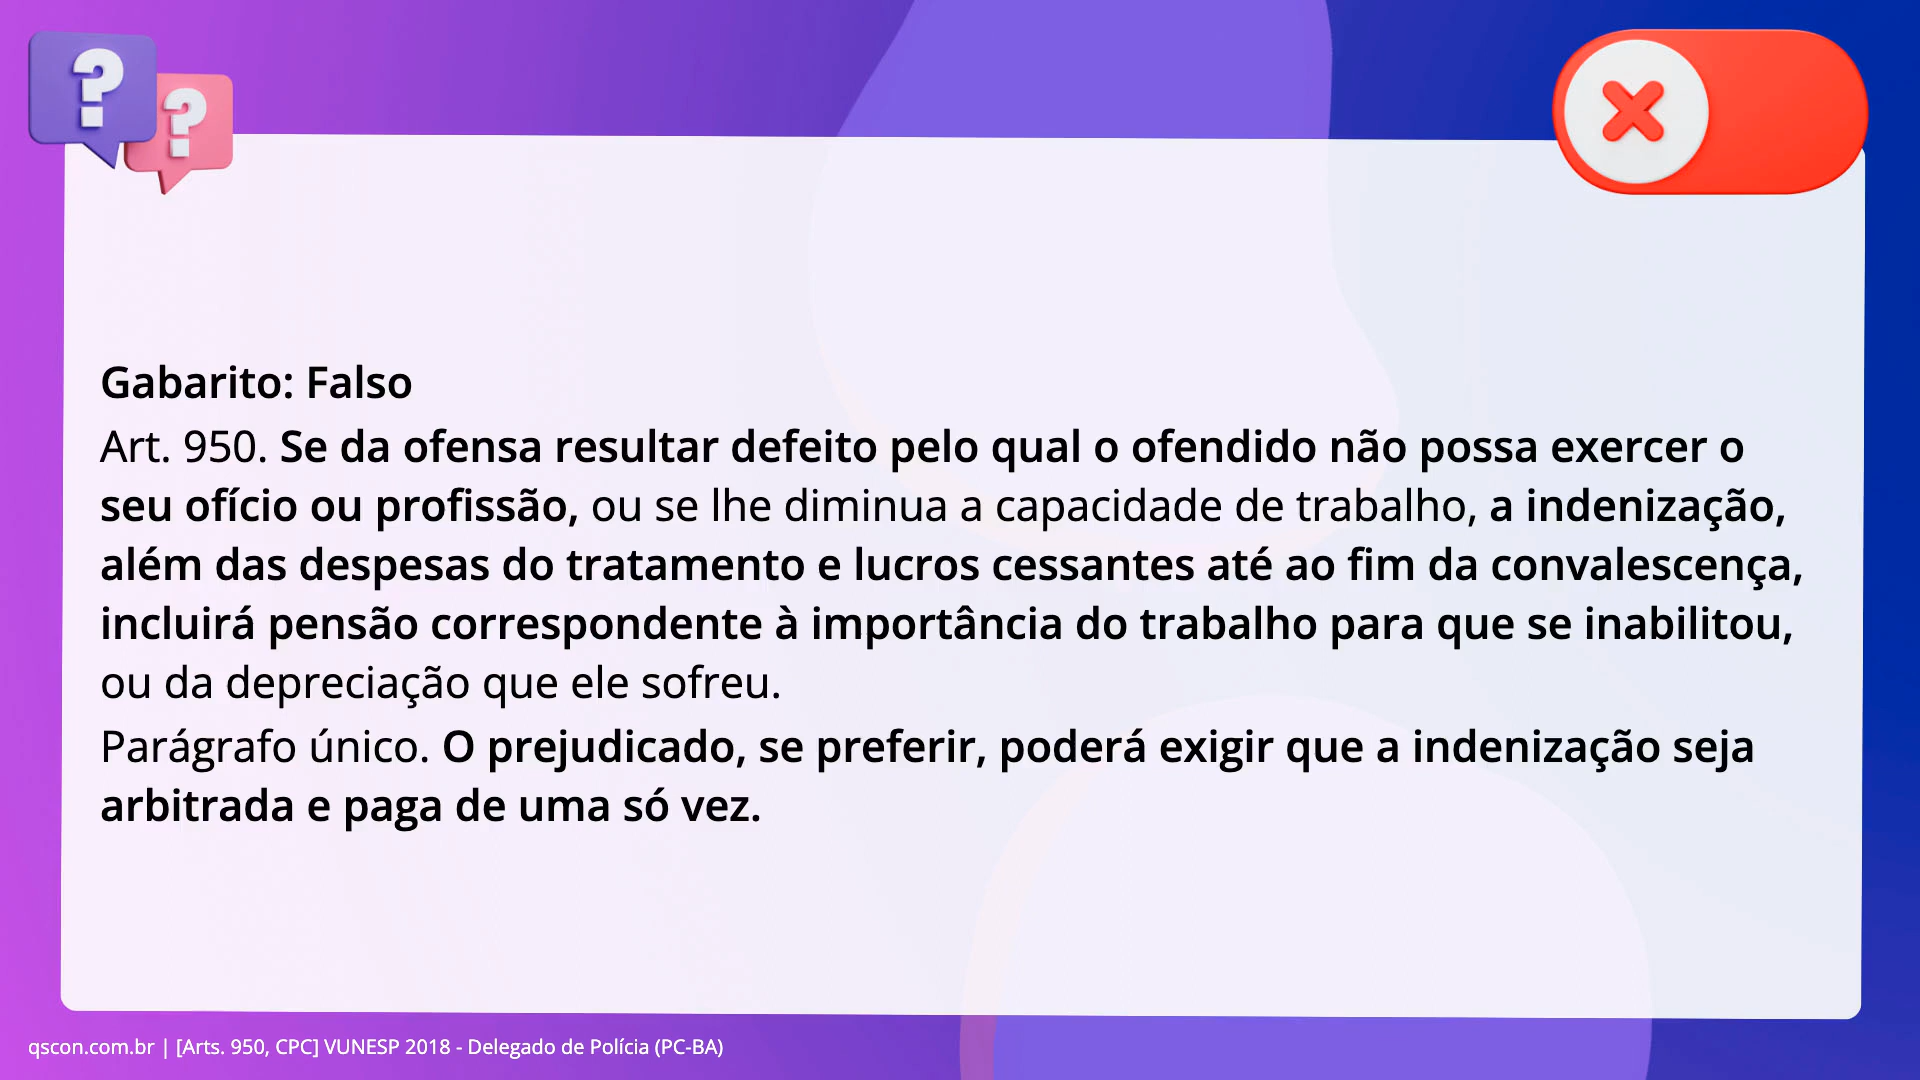 Gabarito: Falso
Art. 950. Se da ofensa resultar defeito pelo qual o ofendido não possa exercer o
seu ofício ou profissão, ou se lhe diminua a capacidade de trabalho, a indenização,
além das despesas do tratamento e lucros cessantes até ao fim da convalescença,
incluirá pensão correspondente à importância do trabalho para que se inabilitou,
ou da depreciação que ele sofreu.
Parágrafo único. O prejudicado, se preferir, poderá exigir que a indenização seja
arbitrada e paga de uma só vez.
qscon.com.br | [Arts. 950, CPC] VUNESP 2018 - Delegado de Polícia (PC-BA)